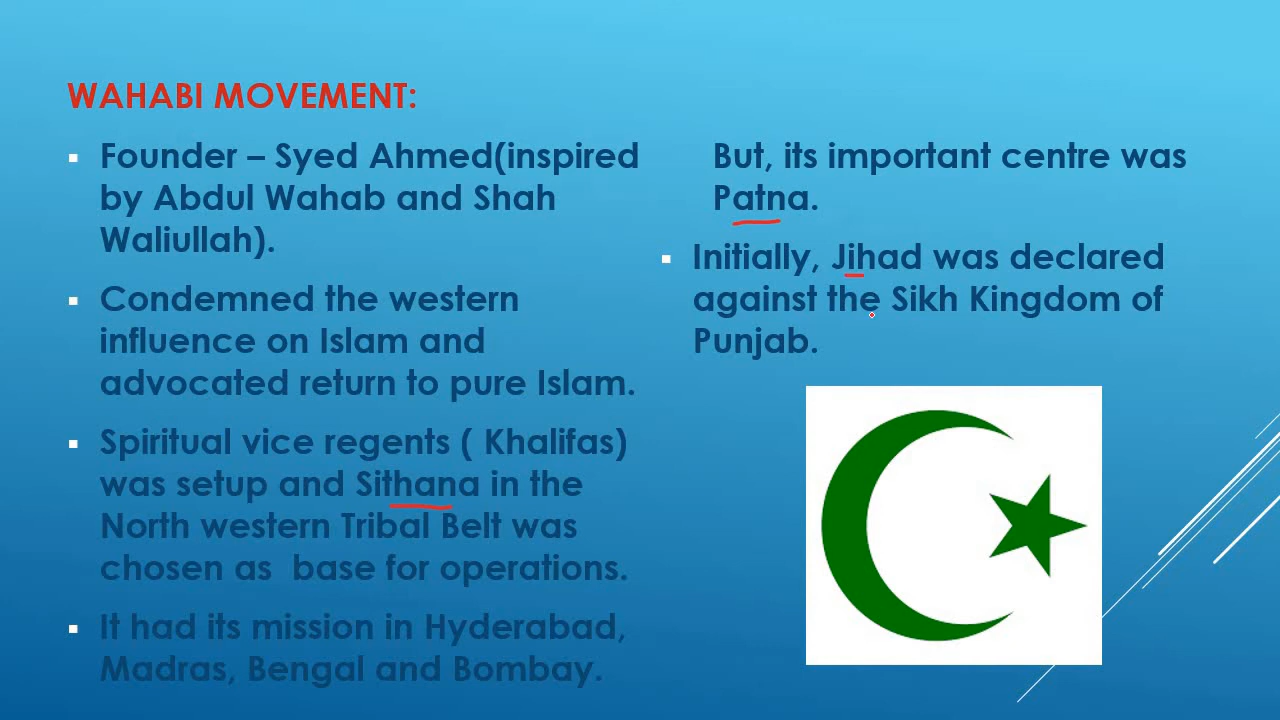 WAHABI MOVEMENT:
Founder – Syed Ahmed(inspired
by Abdul Wahab and Shah
Waliullah).
Condemned the western
influence on Islam and
advocated return to pure Islam.
Spiritual vice regents ( Khalifas)
was setup and Sithana in the
North western Tribal Belt was
chosen as  base for operations.
It had its mission in Hyderabad,
Madras, Bengal and Bombay.
But, its important centre was
Patna.
Initially, Jihad was declared
against the Sikh Kingdom of
Punjab.